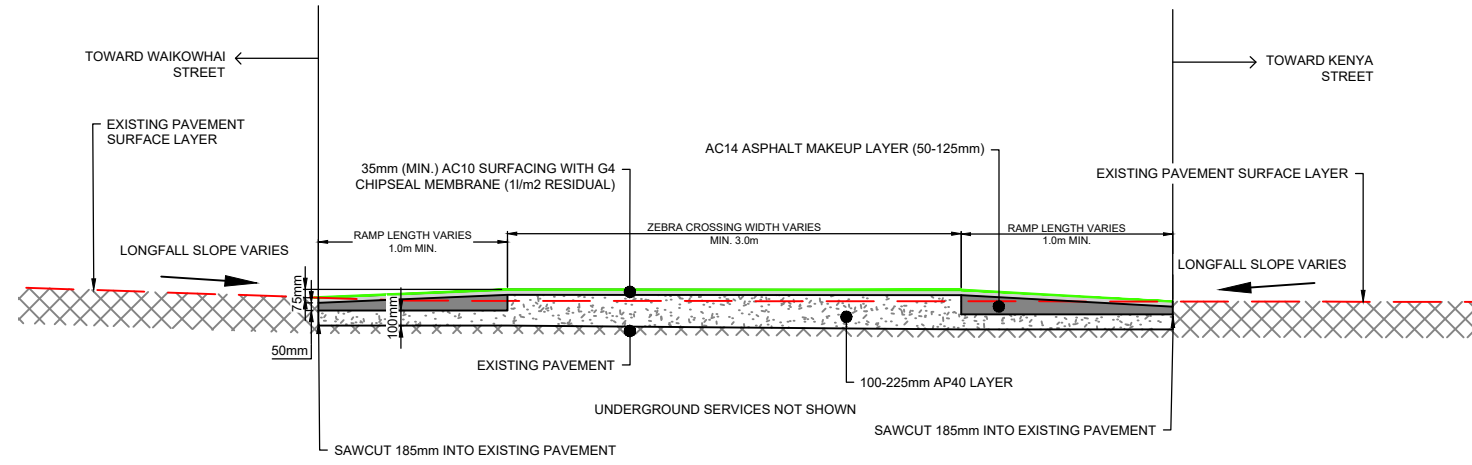 TOWARD WAIKOWHAI
STREET
TOWARD KENYA
STREET
EXISTING PAVEMENT
SURFACE LAYER
35mm (MIN.) AC10 SURFACING WITH G4
CHIPSEAL MEMBRANE (1l/m2 RESIDUAL)
AC14 ASPHALT MAKEUP LAYER (50-125mm)
EXISTING PAVEMENT SURFACE LAYER
RAMP LENGTH VARIES
1.0m MIN.
ZEBRA CROSSING WIDTH VARIES
MIN. 3.0m
RAMP LENGTH VARIES
1.0m MIN.
LONGFALL SLOPE VARIES
LONGFALL SLOPE VARIES
75mm
100mm
50mm
EXISTING PAVEMENT
100-225mm AP40 LAYER
UNDERGROUND SERVICES NOT SHOWN
SAWCUT 185mm INTO EXISTING PAVEMENT
SAWCUT 185mm INTO EXISTING PAVEMENT